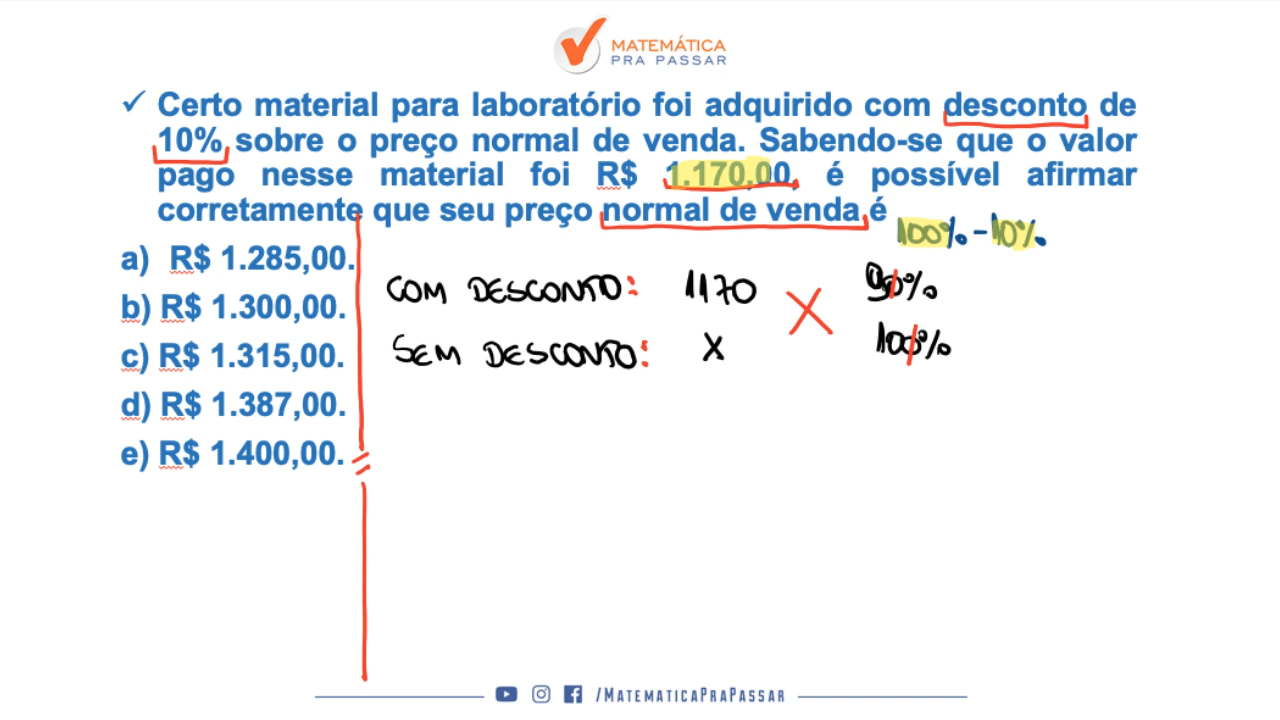 MATEMÁTICA
PRA PASSAR
✓ Certo material para laboratório foi adquirido com desconto de
10% sobre o preço normal de venda. Sabendo-se que o valor
pago nesse material foi R$ 1.170,00, é possível afirmar
corretamente que seu preço normal de venda é
100% - 10%
a) R$ 1.285,00.
COM DESCONTO: 1170 90%
b) R$ 1.300,00.
SEM DESCONTO: X 100%
c) R$ 1.315,00.
d) R$ 1.387,00.
e) R$ 1.400,00.
/MATEMATICAPRAPASSAR